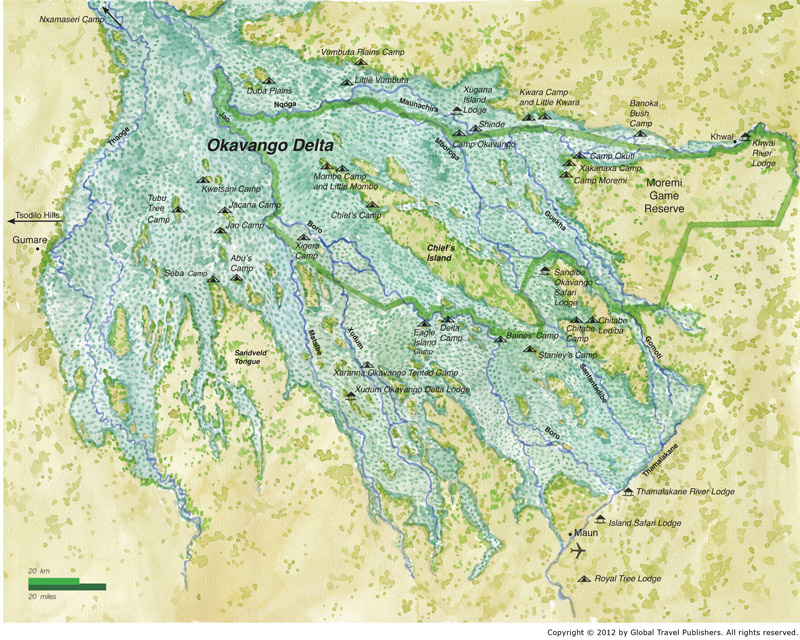 Nxamaseri Camp
Vumbura Plains Camp
Duba Plains
Little Vumbura
Xugana
Island
Lodge
Kwara Camp
and Little Kwara
Banoka
Bush
Camp
Nqoga
Maunachira
Jao
Shinde
Khwai
Khwai
River
Lodge
Thaoge
Okavango Delta
Mboroga
Camp Okavango
Camp Okuti
Xakanaxa Camp
Camp Moremi
Mombo Camp
and Little Mombo
Kwetsani Camp
Moremi
Game
Reserve
Tubu
Tree
Camp
Jacana Camp
Chief's Camp
Tsodilo Hills
Jao Camp
Boro
Guekha
Gumare
Xigera
Camp
Chief's
Island
Abu's
Camp
Seba Camp
Sandibe
Okavango
Safari
Lodge
Matsibe
Xudum
Eagle
Island
Camp
Delta
Camp
Baines' Camp
Chitabe
Camp
Chitabe
Lediba
Gomoti
Sandveld
Tongue
Stanley's Camp
Xaranna Okavango Tented Camp
Santantadibe
Xudum Okavango Delta Lodge
Boro
Thamalakane
Thamalakane River Lodge
Island Safari Lodge
Maun
Royal Tree Lodge
20 km
20 miles
Copyright © 2012 by Global Travel Publishers. All rights reserved.